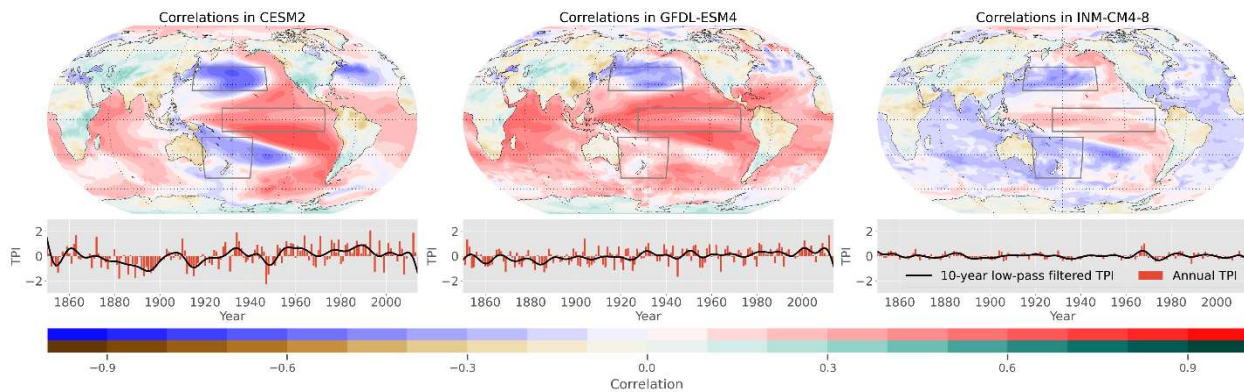 Correlations in CESM2
Correlations in GFDL-ESM4
Correlations in INM-CM4-8
TPI
2
0
−2
1860 1880 1900 1920 1940 1960 1980 2000
Year
TPI
2
0
−2
1860 1880 1900 1920 1940 1960 1980 2000
Year
TPI
2
0
−2
10-year low-pass filtered TPI
Annual TPI
1860 1880 1900 1920 1940 1960 1980 2000
Year
−0.9 −0.6 −0.3 0.0 0.3 0.6 0.9
Correlation